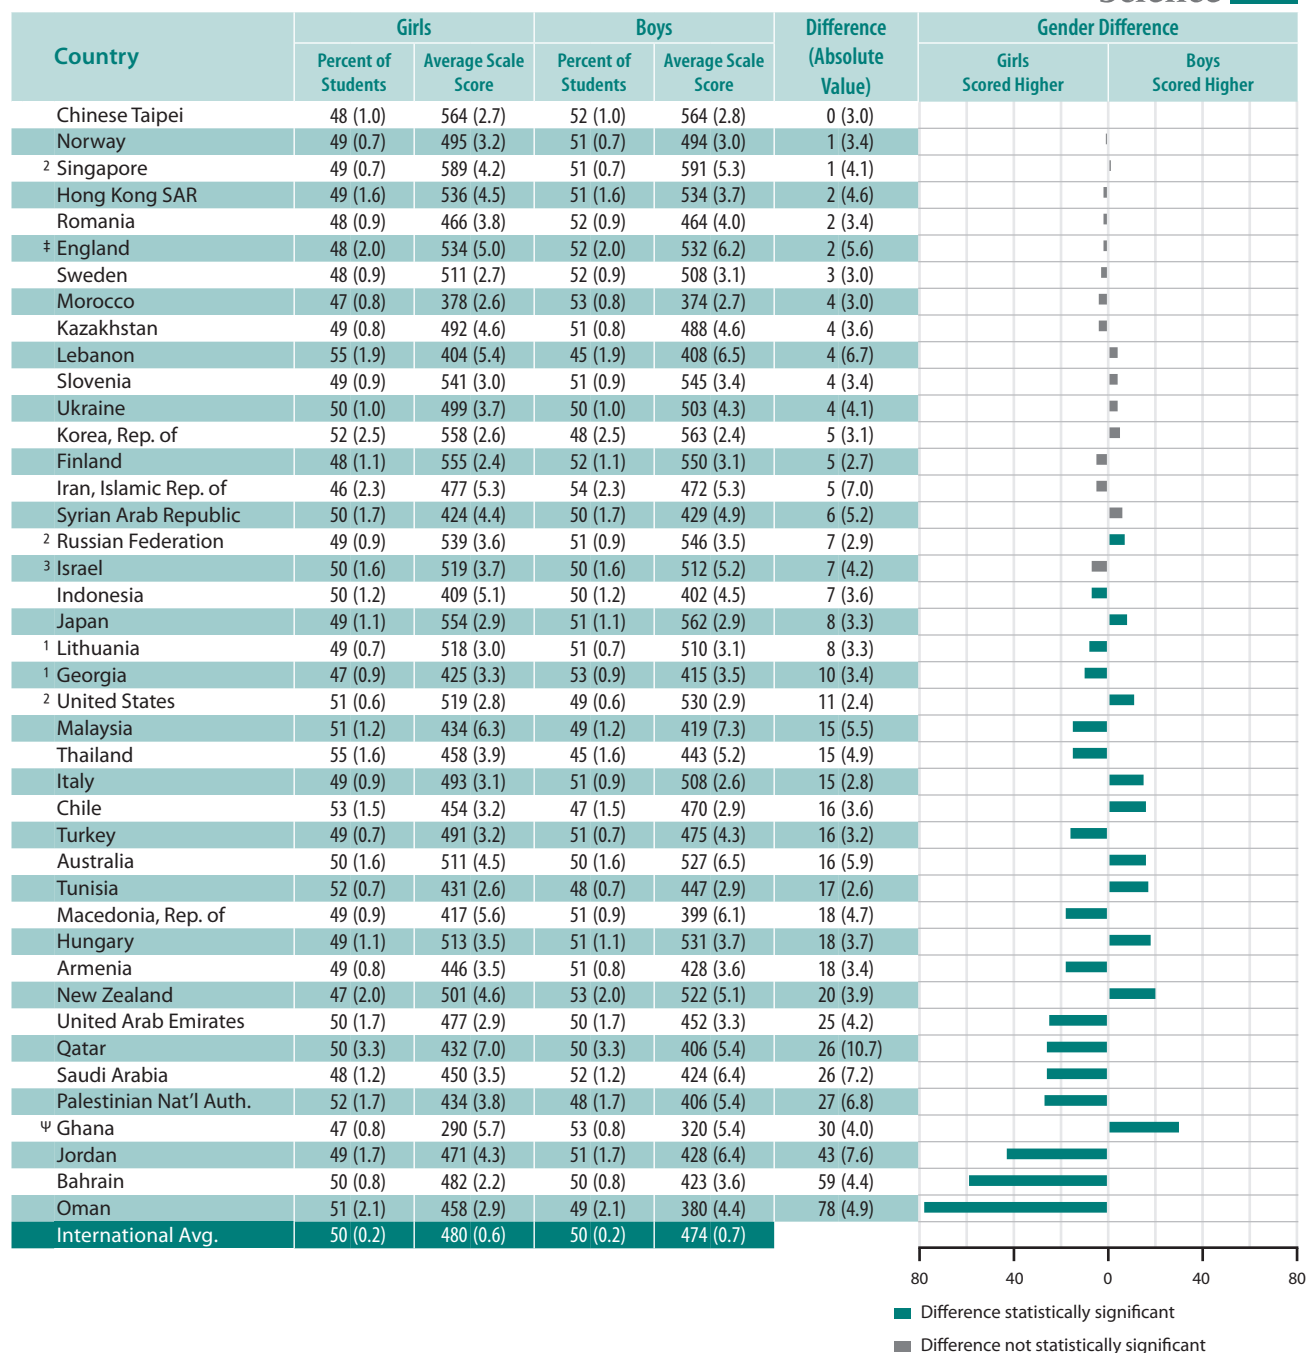 Country
Girls
Boys
Difference (Absolute Value)
Gender Difference
Percent of Students
Average Scale Score
Percent of Students
Average Scale Score
Girls Scored Higher
Boys Scored Higher
Chinese Taipei 48 (1.0) 564 (2.7) 52 (1.0) 564 (2.8) 0 (3.0)
Norway 49 (0.7) 495 (3.2) 51 (0.7) 494 (3.0) 1 (3.4)
2 Singapore 49 (0.7) 589 (4.2) 51 (0.7) 591 (5.3) 1 (4.1)
Hong Kong SAR 49 (1.6) 536 (4.5) 51 (1.6) 534 (3.7) 2 (4.6)
Romania 48 (0.9) 466 (3.8) 52 (0.9) 464 (4.0) 2 (3.4)
‡ England 48 (2.0) 534 (5.0) 52 (2.0) 532 (6.2) 2 (5.6)
Sweden 48 (0.9) 511 (2.7) 52 (0.9) 508 (3.1) 3 (3.0)
Morocco 47 (0.8) 378 (2.6) 53 (0.8) 374 (2.7) 4 (3.0)
Kazakhstan 49 (0.8) 492 (4.6) 51 (0.8) 488 (4.6) 4 (3.6)
Lebanon 55 (1.9) 404 (5.4) 45 (1.9) 408 (6.5) 4 (6.7)
Slovenia 49 (0.9) 541 (3.0) 51 (0.9) 545 (3.4) 4 (3.4)
Ukraine 50 (1.0) 499 (3.7) 50 (1.0) 503 (4.3) 4 (4.1)
Korea, Rep. of 52 (2.5) 558 (2.6) 48 (2.5) 563 (2.4) 5 (3.1)
Finland 48 (1.1) 555 (2.4) 52 (1.1) 550 (3.1) 5 (2.7)
Iran, Islamic Rep. of 46 (2.3) 477 (5.3) 54 (2.3) 472 (5.3) 5 (7.0)
Syrian Arab Republic 50 (1.7) 424 (4.4) 50 (1.7) 429 (4.9) 6 (5.2)
2 Russian Federation 49 (0.9) 539 (3.6) 51 (0.9) 546 (3.5) 7 (2.9)
3 Israel 50 (1.6) 519 (3.7) 50 (1.6) 512 (5.2) 7 (4.2)
Indonesia 50 (1.2) 409 (5.1) 50 (1.2) 402 (4.5) 7 (3.6)
Japan 49 (1.1) 554 (2.9) 51 (1.1) 562 (2.9) 8 (3.3)
1 Lithuania 49 (0.7) 518 (3.0) 51 (0.7) 510 (3.1) 8 (3.3)
1 Georgia 47 (0.9) 425 (3.3) 53 (0.9) 415 (3.5) 10 (3.4)
2 United States 51 (0.6) 519 (2.8) 49 (0.6) 530 (2.9) 11 (2.4)
Malaysia 51 (1.2) 434 (6.3) 49 (1.2) 419 (7.3) 15 (5.5)
Thailand 55 (1.6) 458 (3.9) 45 (1.6) 443 (5.2) 15 (4.9)
Italy 49 (0.9) 493 (3.1) 51 (0.9) 508 (2.6) 15 (2.8)
Chile 53 (1.5) 454 (3.2) 47 (1.5) 470 (2.9) 16 (3.6)
Turkey 49 (0.7) 491 (3.2) 51 (0.7) 475 (4.3) 16 (3.2)
Australia 50 (1.6) 511 (4.5) 50 (1.6) 527 (6.5) 16 (5.9)
Tunisia 52 (0.7) 431 (2.6) 48 (0.7) 447 (2.9) 17 (2.6)
Macedonia, Rep. of 49 (0.9) 417 (5.6) 51 (0.9) 399 (6.1) 18 (4.7)
Hungary 49 (1.1) 513 (3.5) 51 (1.1) 531 (3.7) 18 (3.7)
Armenia 49 (0.8) 446 (3.5) 51 (0.8) 428 (3.6) 18 (3.4)
New Zealand 47 (2.0) 501 (4.6) 53 (2.0) 522 (5.1) 20 (3.9)
United Arab Emirates 50 (1.7) 477 (2.9) 50 (1.7) 452 (3.3) 25 (4.2)
Qatar 50 (3.3) 432 (7.0) 50 (3.3) 406 (5.4) 26 (10.7)
Saudi Arabia 48 (1.2) 450 (3.5) 52 (1.2) 424 (6.4) 26 (7.2)
Palestinian Nat’l Auth. 52 (1.7) 434 (3.8) 48 (1.7) 406 (5.4) 27 (6.8)
Ψ Ghana 47 (0.8) 290 (5.7) 53 (0.8) 320 (5.4) 30 (4.0)
Jordan 49 (1.7) 471 (4.3) 51 (1.7) 428 (6.4) 43 (7.6)
Bahrain 50 (0.8) 482 (2.2) 50 (0.8) 423 (3.6) 59 (4.4)
Oman 51 (2.1) 458 (2.9) 49 (2.1) 380 (4.4) 78 (4.9)
International Avg. 50 (0.2) 480 (0.6) 50 (0.2) 474 (0.7)
80 40 0 40 80
Difference statistically significant
Difference not statistically significant